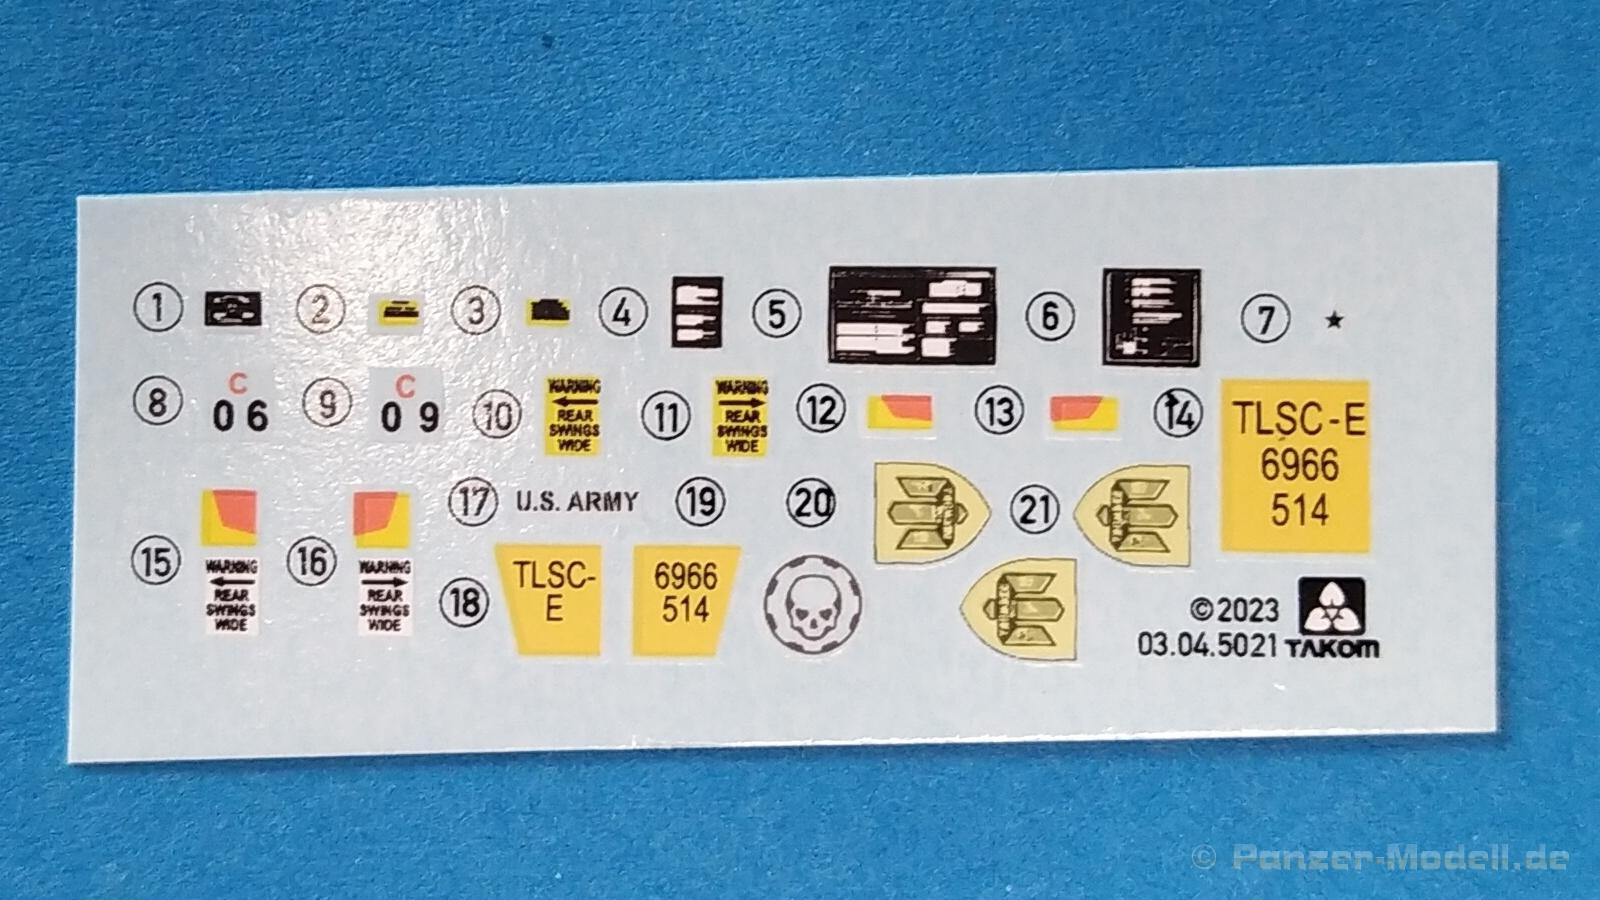 1 2 3 4 5 6 7
8 C
06
9 C
09
10 WARNING
REAR
SWINGS
WIDE
11 WARNING
REAR
SWINGS
WIDE
12 13 14
TLSC-E
6966
514
15 WARNING
REAR
SWINGS
WIDE
16 WARNING
REAR
SWINGS
WIDE
17 U.S. ARMY 19 20 21
18 TLSC-
E
6966
514
©2023
03.04.5021 TAKOM
© Panzer-Modell.de